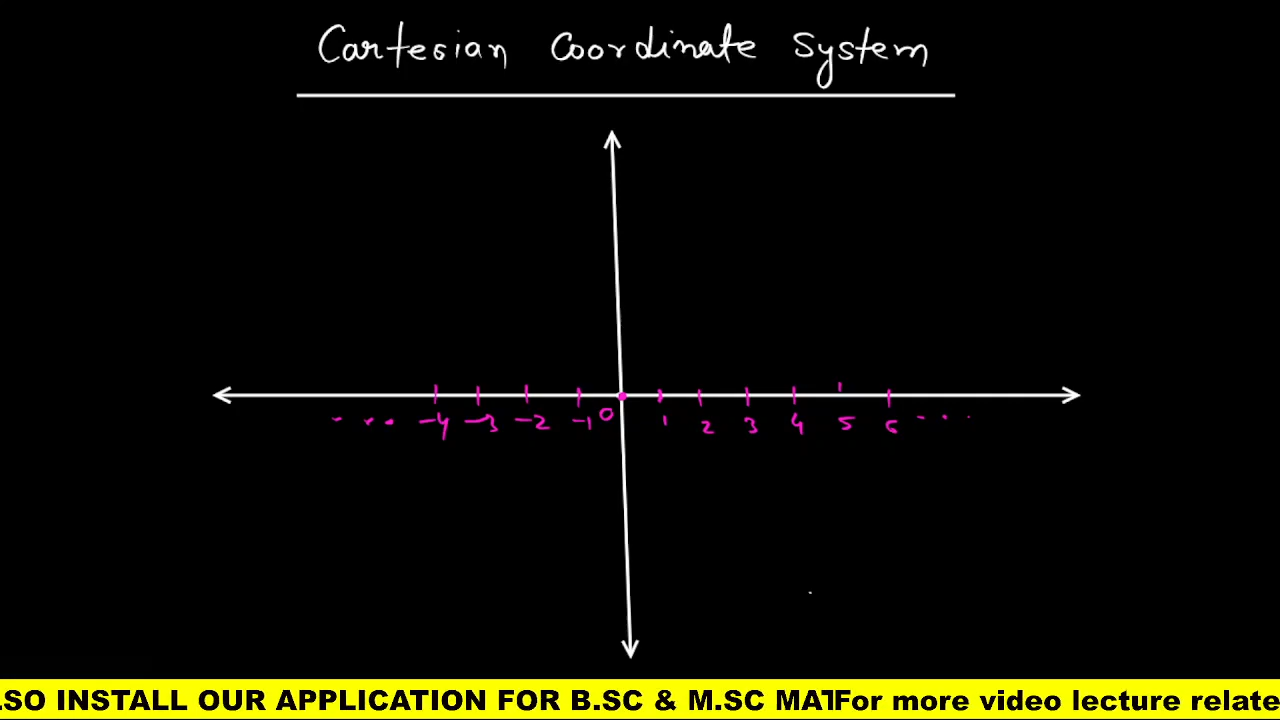 Cartesian Coordinate System
... -4 -3 -2 -1 0 1 2 3 4 5 6 ...
LSO INSTALL OUR APPLICATION FOR B.SC & M.SC MAT For more video lecture relate